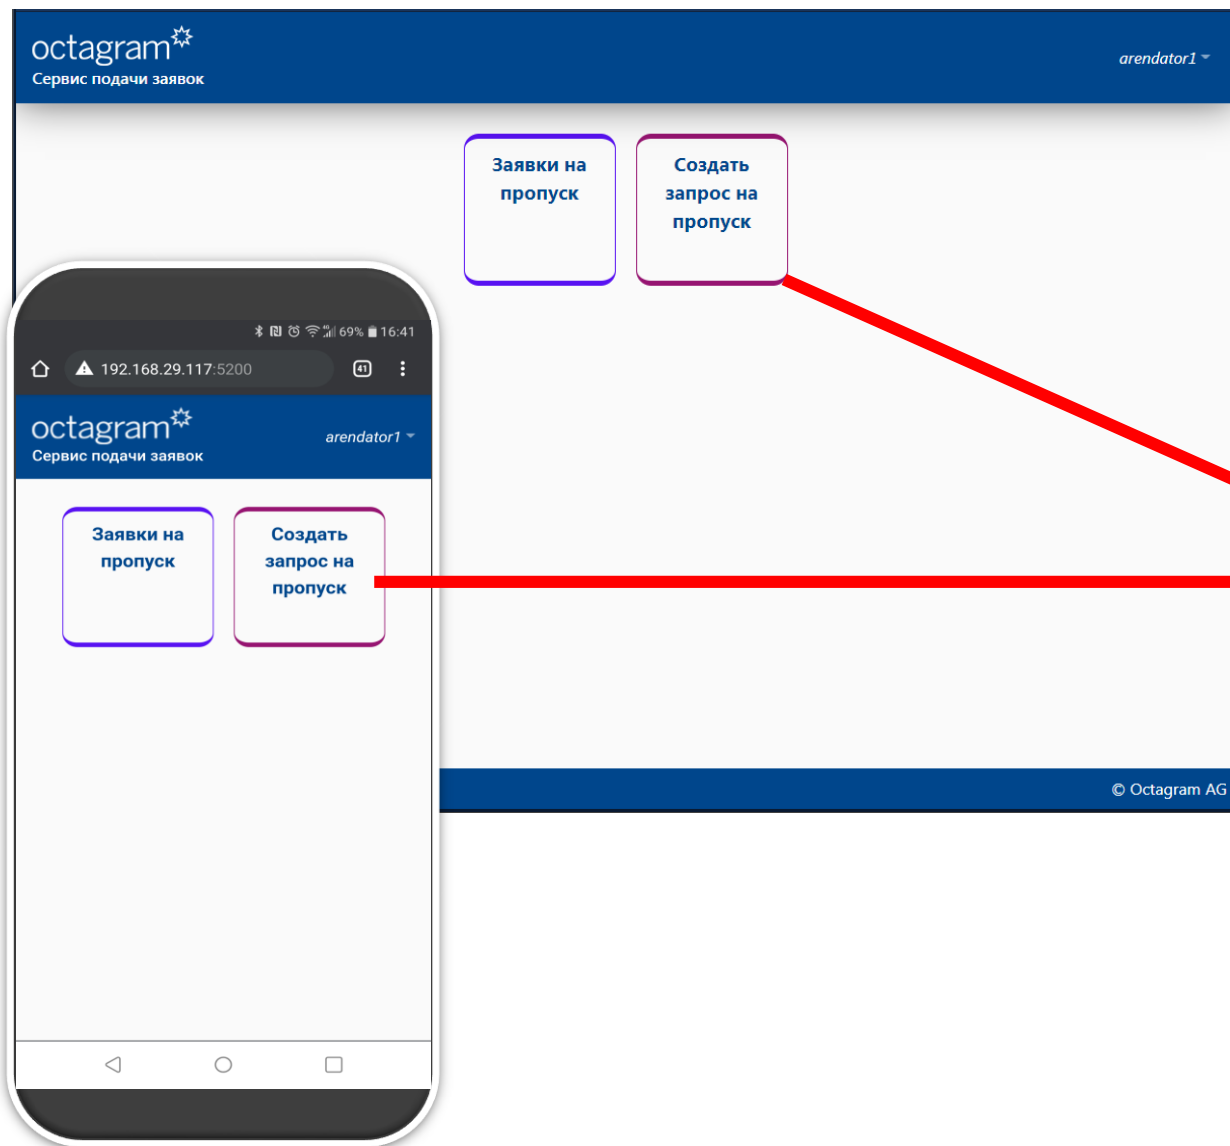 octagram
Сервис подачи заявок
arendator1
Заявки на
пропуск
Создать
запрос на
пропуск
69% 16:41
192.168.29.117:5200
41
octagram
Сервис подачи заявок
arendator1
Заявки на
пропуск
Создать
запрос на
пропуск
© Octagram AG